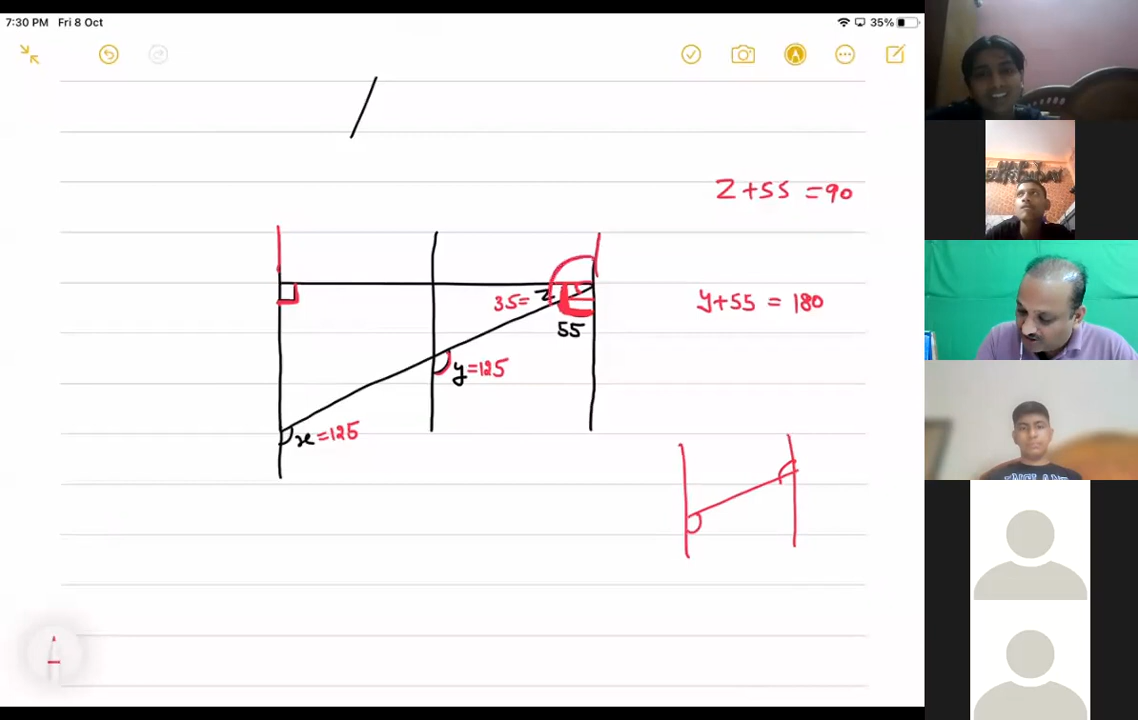 7:30 PM Fri 8 Oct
35%
Z+55 = 90
35= Z
y+55 = 180
55
y=125
x=125